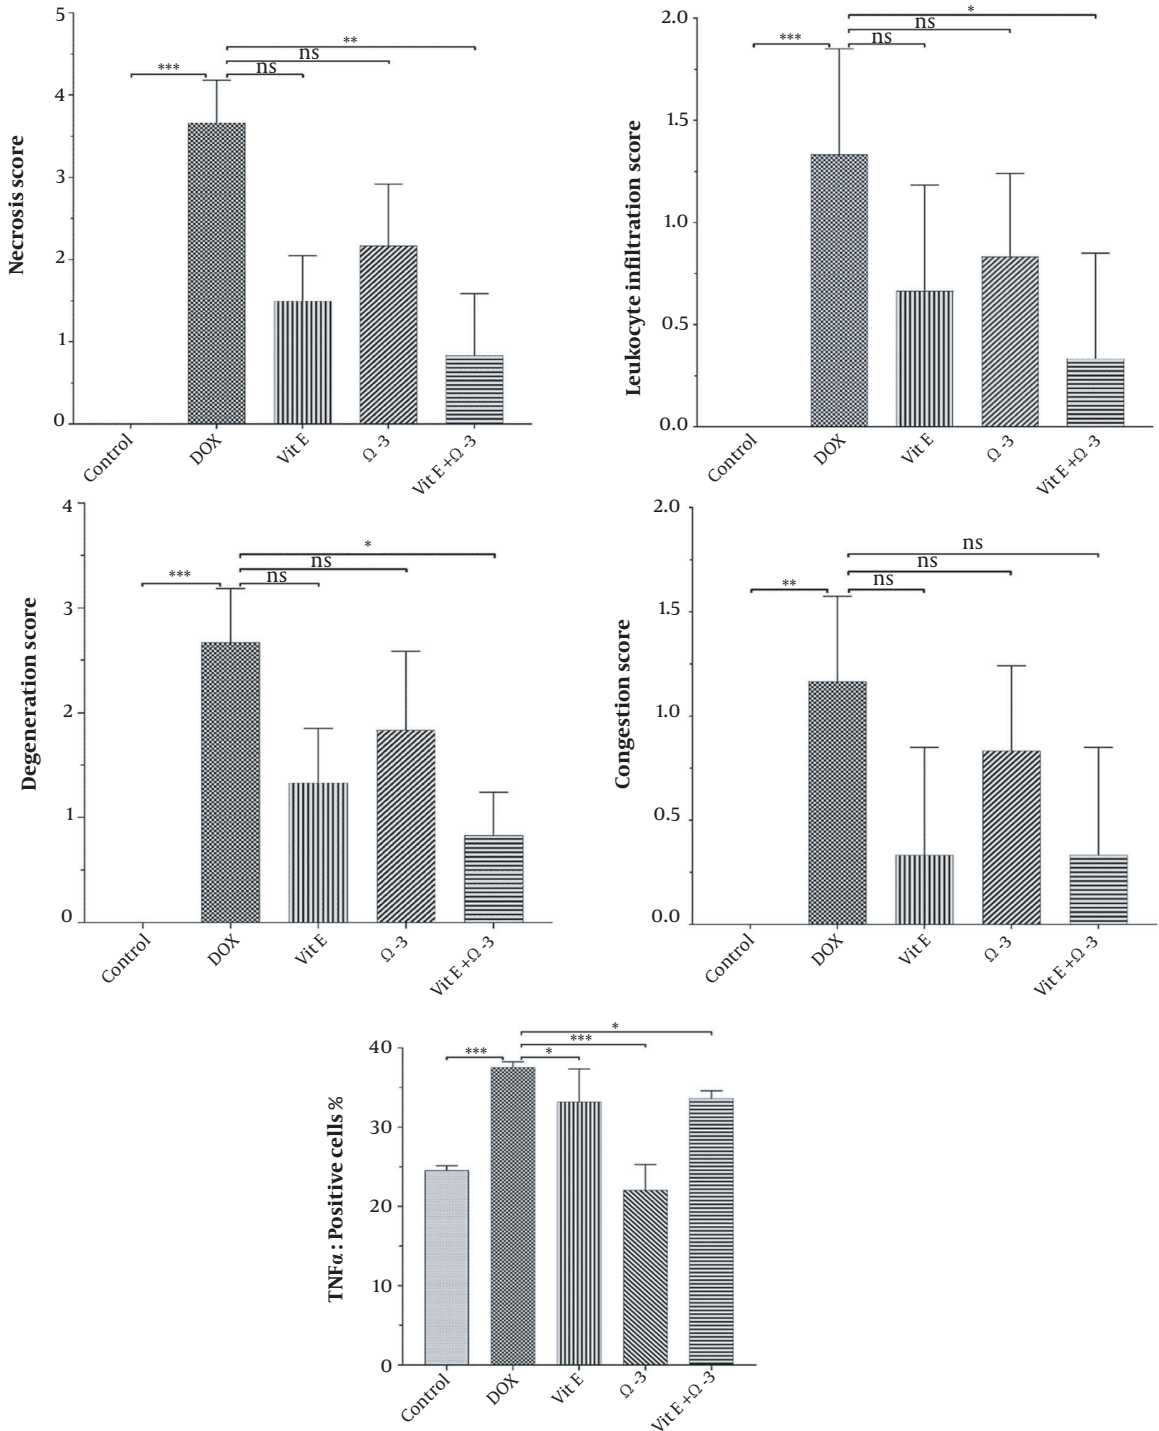 Necrosis score
5
4
3
2
1
0
***
ns
ns
**
Control
DOX
Vit E
Ω -3
Vit E +Ω -3
Leukocyte infiltration score
2.0
1.5
1.0
0.5
0.0
***
ns
ns
*
Control
DOX
Vit E
Ω -3
Vit E +Ω -3
Degeneration score
4
3
2
1
0
***
ns
ns
*
Control
DOX
Vit E
Ω -3
Vit E +Ω -3
Congestion score
2.0
1.5
1.0
0.5
0.0
**
ns
ns
ns
Control
DOX
Vit E
Ω -3
Vit E +Ω -3
TNFα : Positive cells %
40
30
20
10
0
***
*
***
*
Control
DOX
Vit E
Ω -3
Vit E +Ω -3